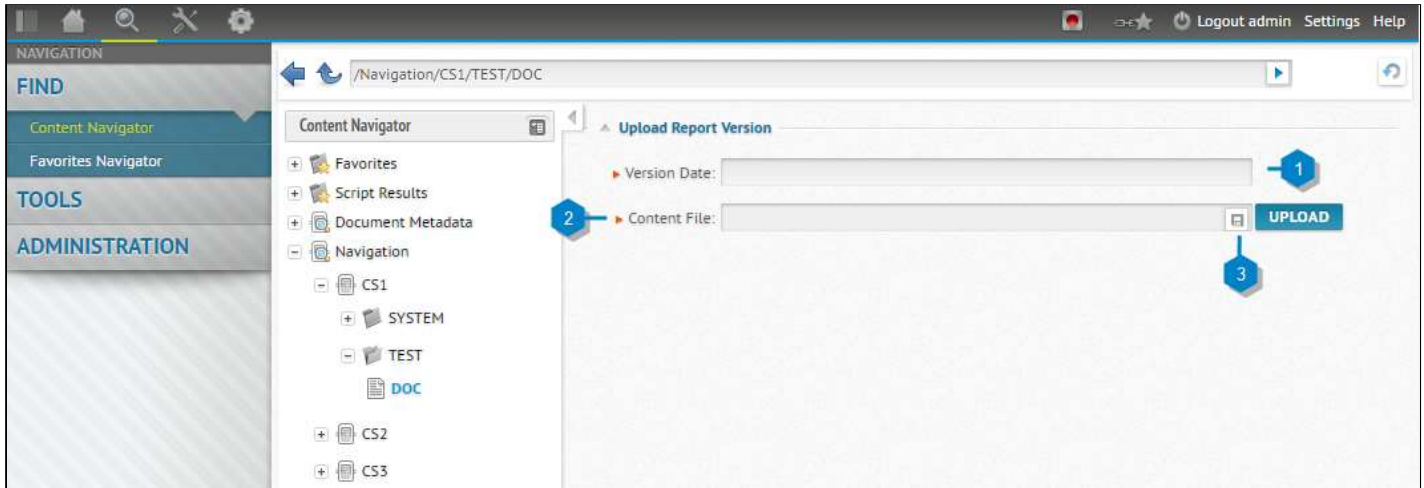 Logout admin Settings Help
NAVIGATION
FIND
Content Navigator
Favorites Navigator
TOOLS
ADMINISTRATION
/Navigation/CS1/TEST/DOC
Content Navigator
Favorites
Script Results
Document Metadata
Navigation
CS1
SYSTEM
TEST
DOC
CS2
CS3
Upload Report Version
Version Date:
1
2
Content File:
UPLOAD
3